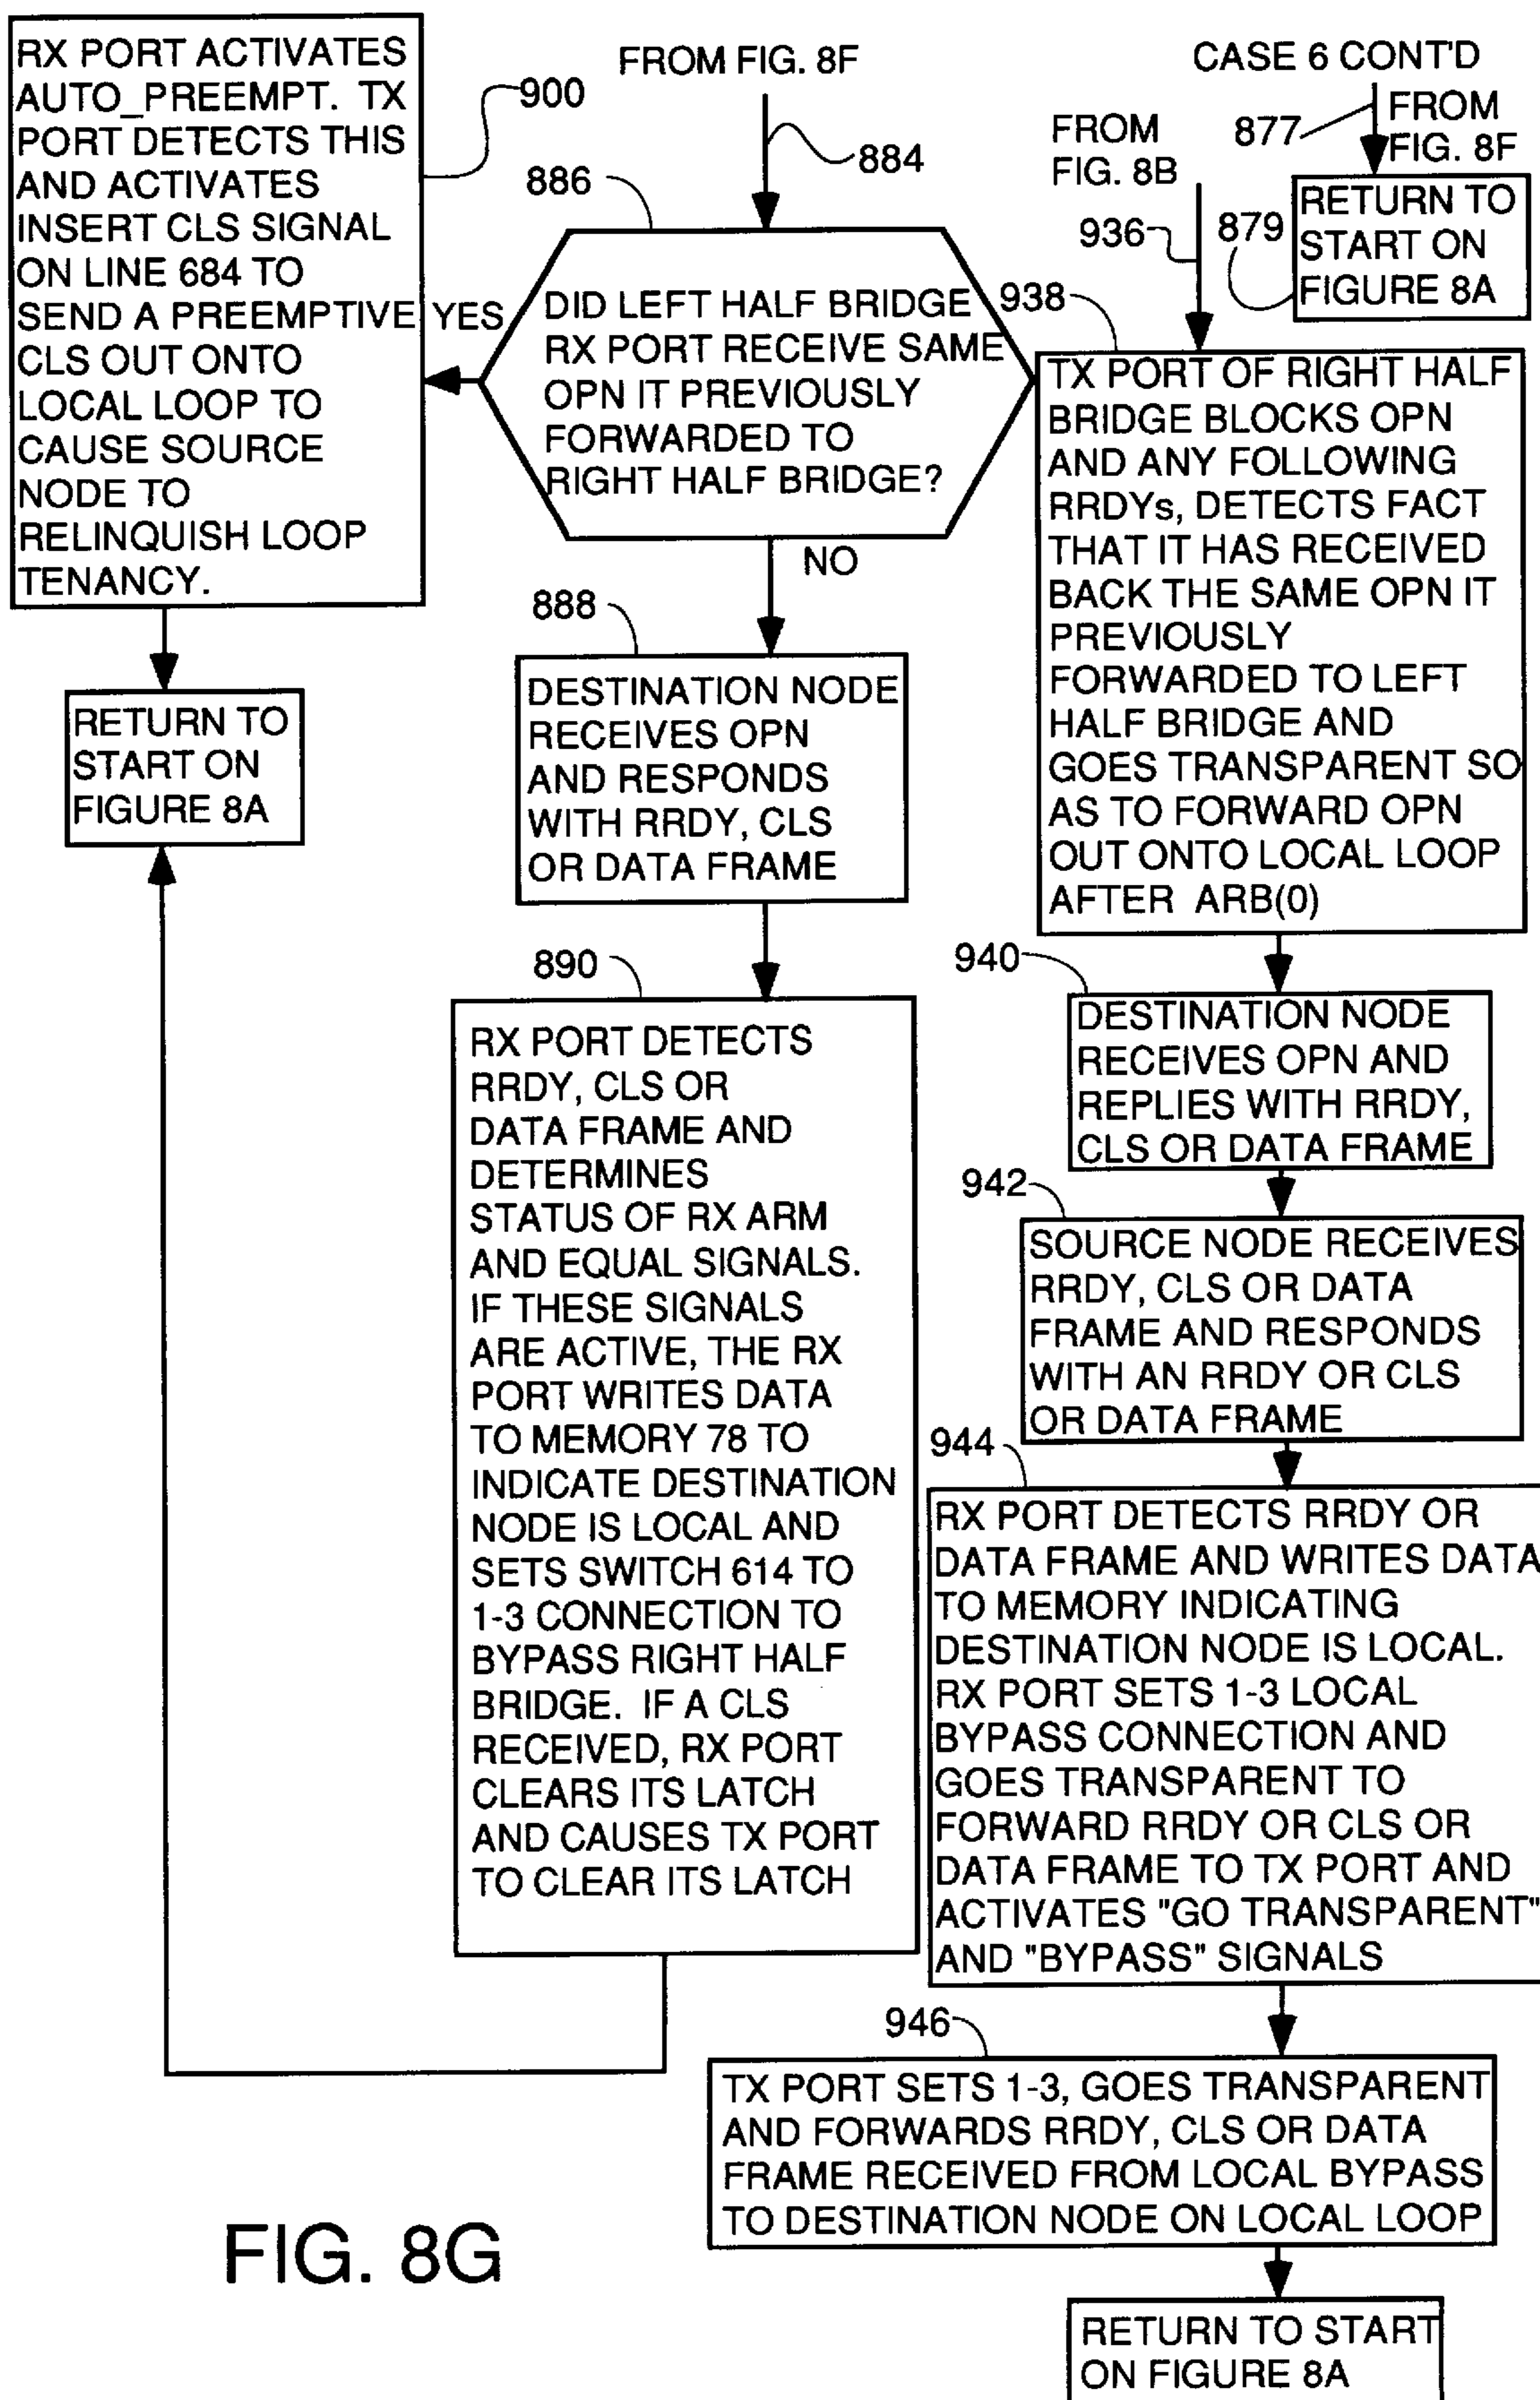 RX PORT ACTIVATES
AUTO_PREEMPT. TX
PORT DETECTS THIS
AND ACTIVATES
INSERT CLS SIGNAL
ON LINE 684 TO
SEND A PREEMPTIVE
CLS OUT ONTO
LOCAL LOOP TO
CAUSE SOURCE
NODE TO
RELINQUISH LOOP
TENANCY.
900
RETURN TO
START ON
FIGURE 8A
FROM FIG. 8F
884
886
YES
DID LEFT HALF BRIDGE
RX PORT RECEIVE SAME
OPN IT PREVIOUSLY
FORWARDED TO
RIGHT HALF BRIDGE?
NO
888
DESTINATION NODE
RECEIVES OPN
AND RESPONDS
WITH RRDY, CLS
OR DATA FRAME
890
RX PORT DETECTS
RRDY, CLS OR
DATA FRAME AND
DETERMINES
STATUS OF RX ARM
AND EQUAL SIGNALS.
IF THESE SIGNALS
ARE ACTIVE, THE RX
PORT WRITES DATA
TO MEMORY 78 TO
INDICATE DESTINATION
NODE IS LOCAL AND
SETS SWITCH 614 TO
1-3 CONNECTION TO
BYPASS RIGHT HALF
BRIDGE. IF A CLS
RECEIVED, RX PORT
CLEARS ITS LATCH
AND CAUSES TX PORT
TO CLEAR ITS LATCH
CASE 6 CONT'D
877
FROM
FIG. 8F
879
RETURN TO
START ON
FIGURE 8A
FROM
FIG. 8B
936
938
TX PORT OF RIGHT HALF
BRIDGE BLOCKS OPN
AND ANY FOLLOWING
RRDYs, DETECTS FACT
THAT IT HAS RECEIVED
BACK THE SAME OPN IT
PREVIOUSLY
FORWARDED TO LEFT
HALF BRIDGE AND
GOES TRANSPARENT SO
AS TO FORWARD OPN
OUT ONTO LOCAL LOOP
AFTER ARB(0)
940
DESTINATION NODE
RECEIVES OPN AND
REPLIES WITH RRDY,
CLS OR DATA FRAME
942
SOURCE NODE RECEIVES
RRDY, CLS OR DATA
FRAME AND RESPONDS
WITH AN RRDY OR CLS
OR DATA FRAME
944
RX PORT DETECTS RRDY OR
DATA FRAME AND WRITES DATA
TO MEMORY INDICATING
DESTINATION NODE IS LOCAL.
RX PORT SETS 1-3 LOCAL
BYPASS CONNECTION AND
GOES TRANSPARENT TO
FORWARD RRDY OR CLS OR
DATA FRAME TO TX PORT AND
ACTIVATES "GO TRANSPARENT"
AND "BYPASS" SIGNALS
946
TX PORT SETS 1-3, GOES TRANSPARENT
AND FORWARDS RRDY, CLS OR DATA
FRAME RECEIVED FROM LOCAL BYPASS
TO DESTINATION NODE ON LOCAL LOOP
RETURN TO START
ON FIGURE 8A
FIG. 8G